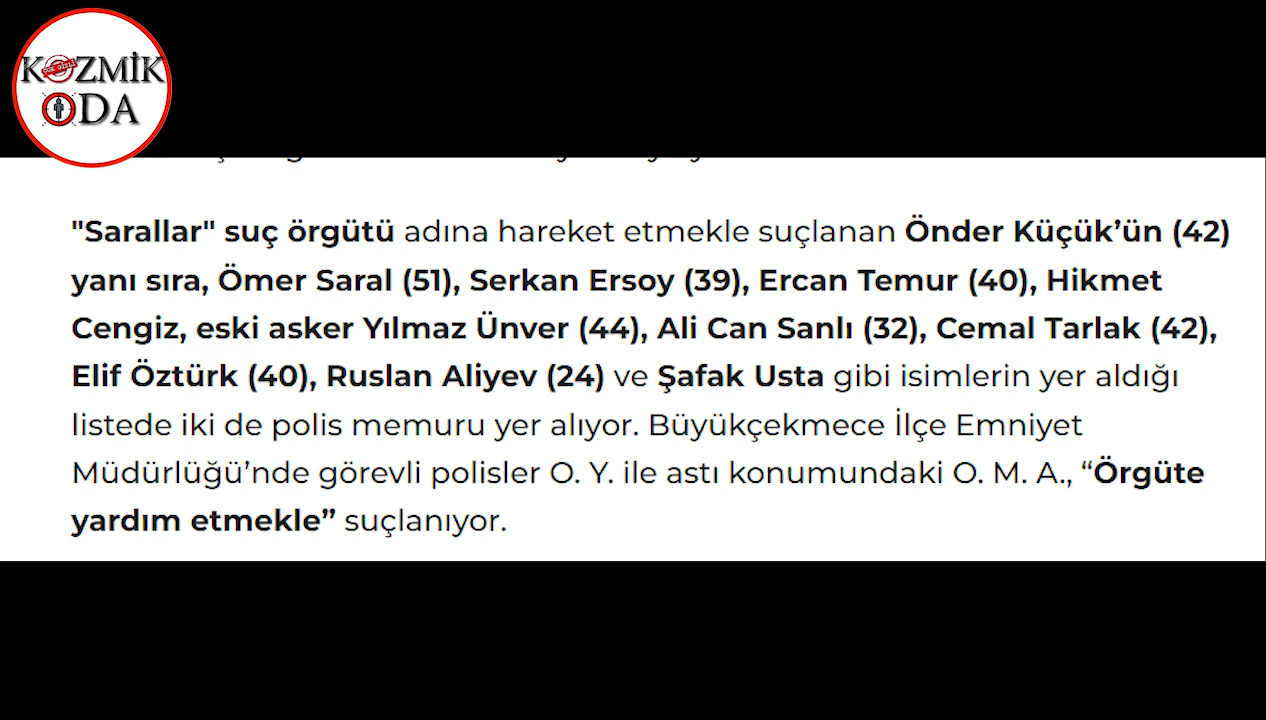 KOZMİK
ÇOK GİZLİ
ODA
"Sarallar" suç örgütü adına hareket etmekle suçlanan Önder Küçük’ün (42)
yanı sıra, Ömer Saral (51), Serkan Ersoy (39), Ercan Temur (40), Hikmet
Cengiz, eski asker Yılmaz Ünver (44), Ali Can Sanlı (32), Cemal Tarlak (42),
Elif Öztürk (40), Ruslan Aliyev (24) ve Şafak Usta gibi isimlerin yer aldığı
listede iki de polis memuru yer alıyor. Büyükçekmece İlçe Emniyet
Müdürlüğü’nde görevli polisler O. Y. ile astı konumundaki O. M. A., “Örgüte
yardım etmekle” suçlanıyor.